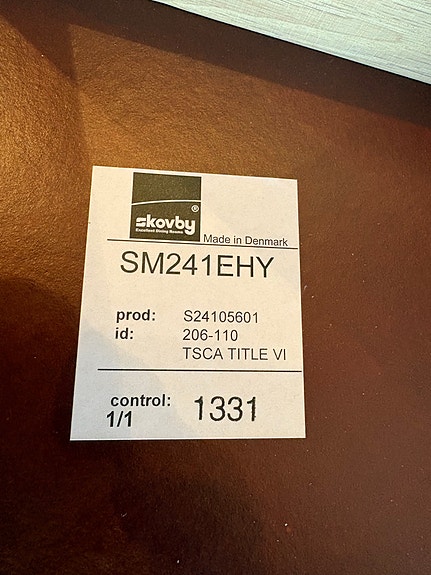 skovby®
Excellent Dining Rooms
Made in Denmark
SM241EHY
prod: S24105601
id: 206-110
TSCA TITLE VI
control: 1331
1/1